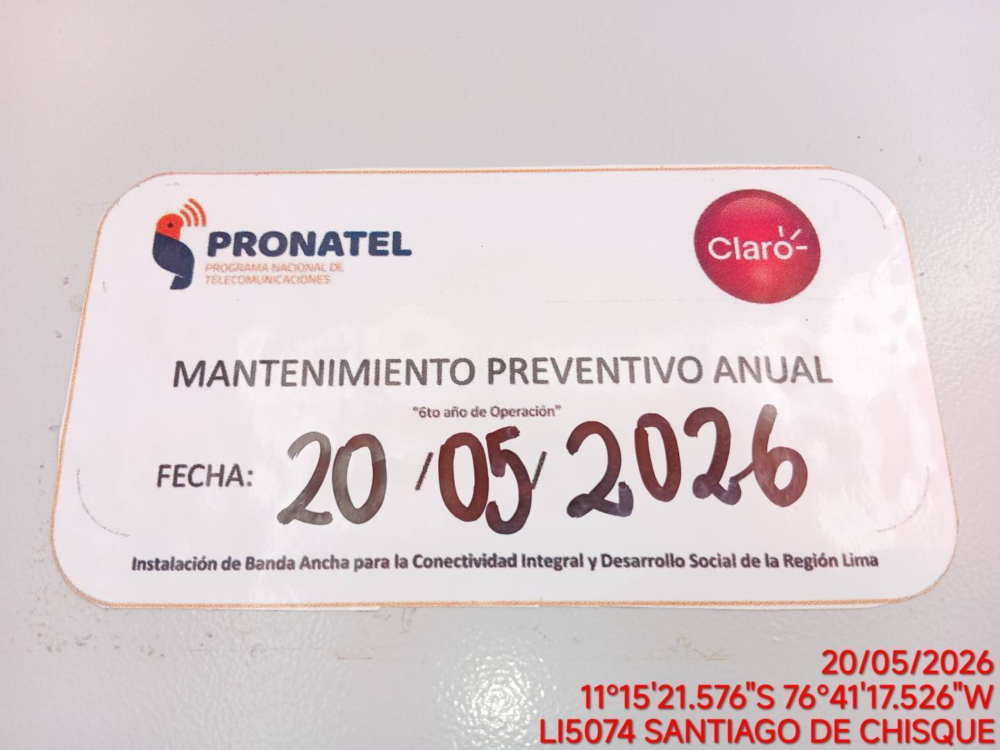 PRONATEL
PROGRAMA NACIONAL DE
TELECOMUNICACIONES
Claro
MANTENIMIENTO PREVENTIVO ANUAL
"6to año de Operación"
FECHA: 20/05/2026
Instalación de Banda Ancha para la Conectividad Integral y Desarrollo Social de la Región Lima
20/05/2026
11°15'21.576"S 76°41'17.526"W
LI5074 SANTIAGO DE CHISQUE